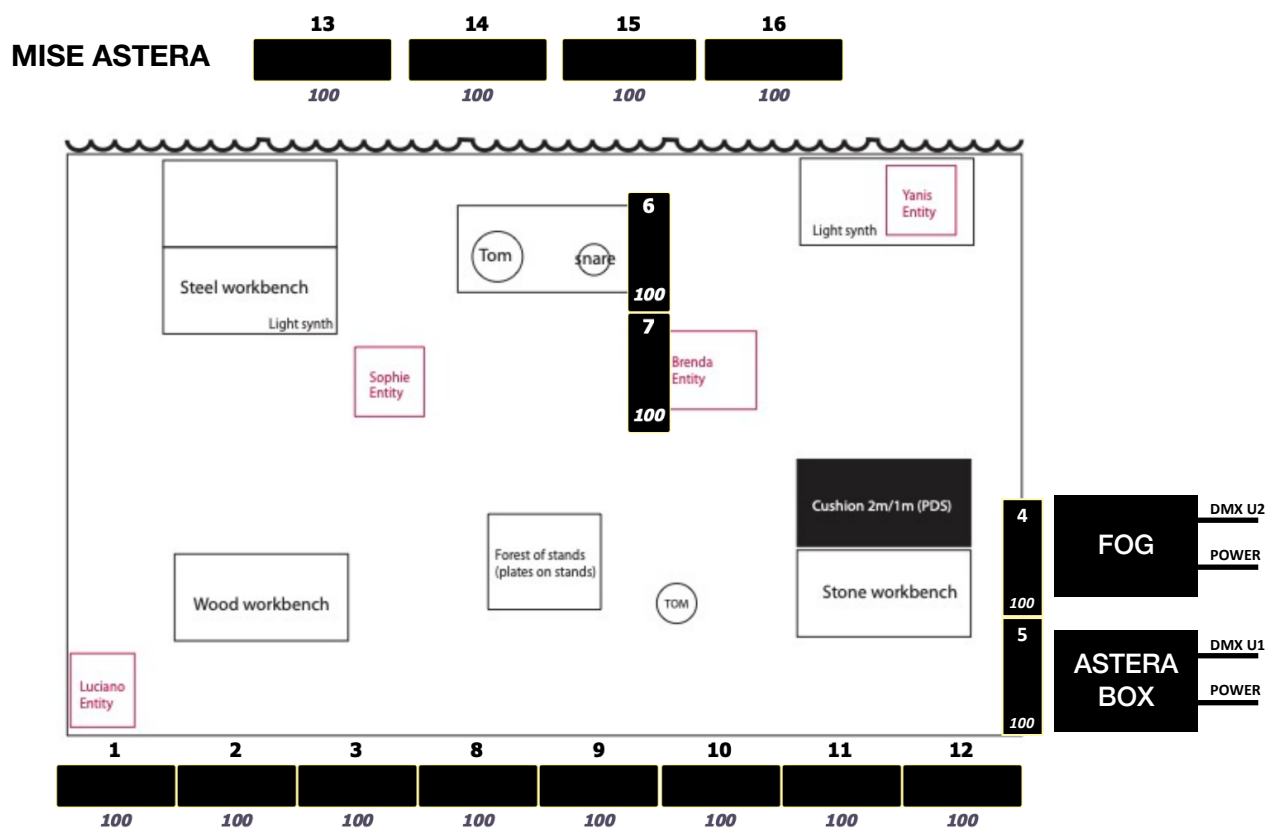 13 14 15 16
MISE ASTERA
100 100 100 100
Yanis
Entity
Light synth
6
Tom
snare
100
Steel workbench
Light synth
7
Brenda
Entity
100
Sophie
Entity
Cushion 2m/1m (PDS)
4
100
FOG
DMX U2
POWER
Forest of stands
(plates on stands)
Stone workbench
Wood workbench
TOM
5
100
ASTERA
BOX
DMX U1
POWER
Luciano
Entity
1 2 3 8 9 10 11 12
100 100 100 100 100 100 100 100